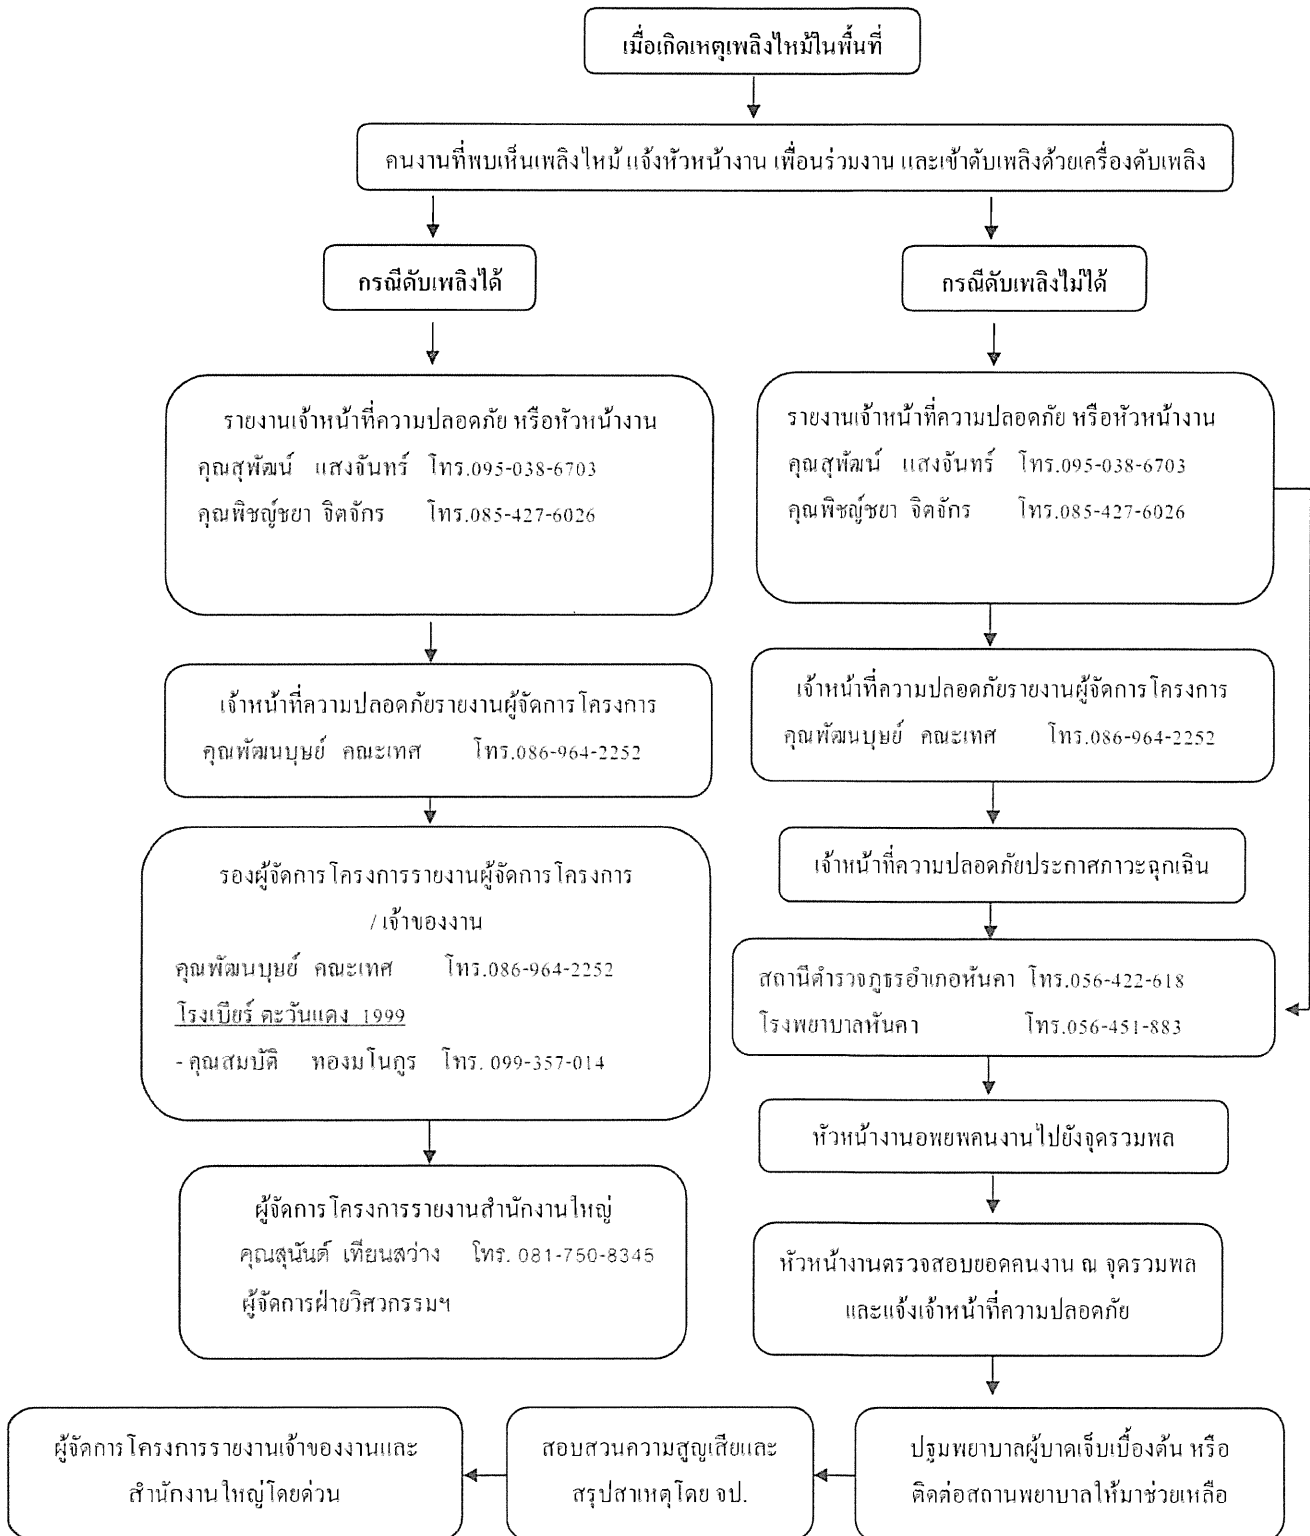 เมื่อเกิดเหตุเพลิงไหม้ในพื้นที่
คนงานที่พบเห็นเพลิงไหม้ แจ้งหัวหน้างาน เพื่อนร่วมงาน และเข้าดับเพลิงด้วยเครื่องดับเพลิง
กรณีดับเพลิงได้
รายงานเจ้าหน้าที่ความปลอดภัย หรือหัวหน้างาน
คุณสุพัฒน์ แสงจันทร์ โทร.095-038-6703
คุณพิชญ์ชยา จิตจักร โทร.085-427-6026
เจ้าหน้าที่ความปลอดภัยรายงานผู้จัดการโครงการ
คุณพัฒนบุษย์ คณะเทศ โทร.086-964-2252
รองผู้จัดการโครงการรายงานผู้จัดการโครงการ
/ เจ้าของงาน
คุณพัฒนบุษย์ คณะเทศ โทร.086-964-2252
โรงเบียร์ ตะวันแดง 1999
- คุณสมบัติ ทองมโนกูร โทร. 099-357-014
ผู้จัดการโครงการรายงานสำนักงานใหญ่
คุณสุนันต์ เทียนสว่าง โทร. 081-750-8345
ผู้จัดการฝ่ายวิศวกรรมฯ
กรณีดับเพลิงไม่ได้
รายงานเจ้าหน้าที่ความปลอดภัย หรือหัวหน้างาน
คุณสุพัฒน์ แสงจันทร์ โทร.095-038-6703
คุณพิชญ์ชยา จิตจักร โทร.085-427-6026
เจ้าหน้าที่ความปลอดภัยรายงานผู้จัดการโครงการ
คุณพัฒนบุษย์ คณะเทศ โทร.086-964-2252
เจ้าหน้าที่ความปลอดภัยประกาศภาวะฉุกเฉิน
สถานีตำรวจภูธรอำเภอหันคา โทร.056-422-618
โรงพยาบาลหันคา โทร.056-451-883
หัวหน้างานอพยพคนงานไปยังจุดรวมพล
หัวหน้างานตรวจสอบยอดคนงาน ณ จุดรวมพล
และแจ้งเจ้าหน้าที่ความปลอดภัย
ปฐมพยาบาลผู้บาดเจ็บเบื้องต้น หรือ
ติดต่อสถานพยาบาลให้มาช่วยเหลือ
สอบสวนความสูญเสียและ
สรุปสาเหตุโดย จป.
ผู้จัดการโครงการรายงานเจ้าของงานและ
สำนักงานใหญ่โดยด่วน